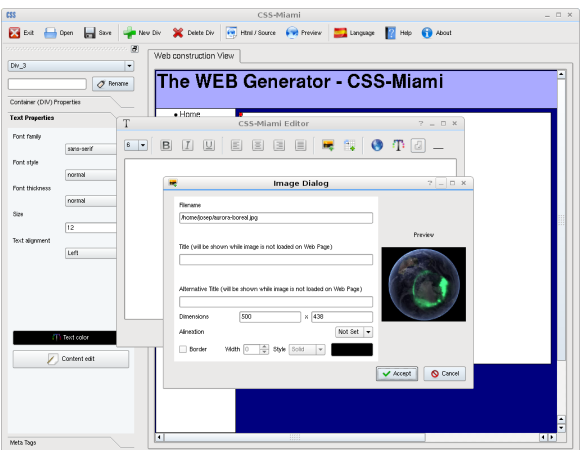 CSS
CSS-Miami
Exit
Open
Save
New Div
Delete Div
Html / Source
Preview
Language
Help
About
Div_3
Rename
Container (DIV) Properties
Text Properties
Font family
sans-serif
Font style
normal
Font thickness
normal
Size
12
Text alignment
Left
Text color
Content edit
Meta Tags
Web construction View
The WEB Generator - CSS-Miami
Home
CSS-Miami Editor
6
B I U
Image Dialog
Filename
/home/josep/aurora-boreal.jpg
Title (will be shown while image is not loaded on Web Page)
Alternative Title (will be shown while image is not loaded on Web Page)
Dimensions 500 x 438
Alineation Not Set
Border Width 0 Style Solid
Preview
Accept
Cancel